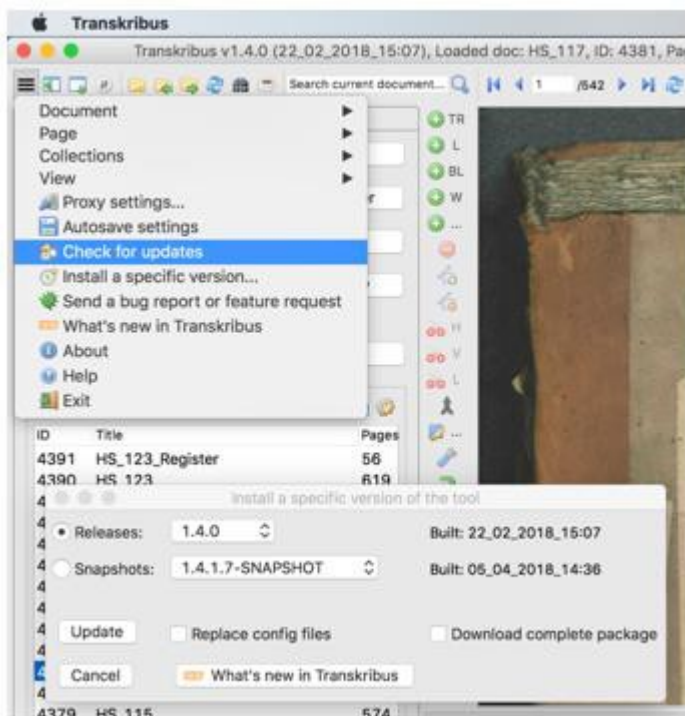 Transkribus
Transkribus v1.4.0 (22_02_2018_15:07), Loaded doc: HS_117, ID: 4381, Pa
Search current document... 1 /642
Document
Page
Collections
View
Proxy settings...
Autosave settings
Check for updates
Install a specific version...
Send a bug report or feature request
What's new in Transkribus
About
Help
Exit
TR
L
BL
W
...
H
V
L
...
ID Title Pages
4391 HS_123_Register 56
4390 HS_123 619
Install a specific version of the tool
Releases: 1.4.0 Built: 22_02_2018_15:07
Snapshots: 1.4.1.7-SNAPSHOT Built: 05_04_2018_14:36
Update Replace config files Download complete package
Cancel What's new in Transkribus
4379 HS_115 574